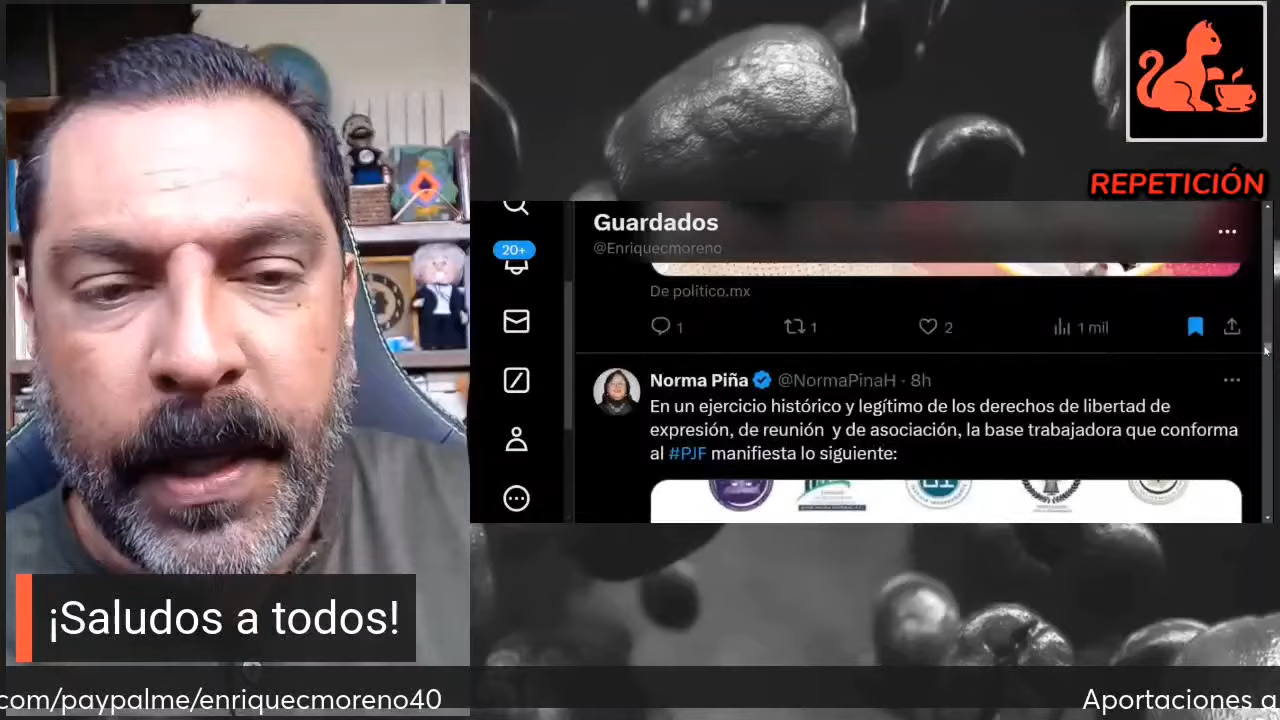 REPETICIÓN
Guardados
@Enriquecmoreno
20+
De politico.mx
1
1
2
1 mil
Norma Piña @NormaPinaH · 8h
En un ejercicio histórico y legítimo de los derechos de libertad de
expresión, de reunión y de asociación, la base trabajadora que conforma
al #PJF manifiesta lo siguiente:
¡Saludos a todos!
com/paypalme/enriquecmoreno40
Aportaciones a